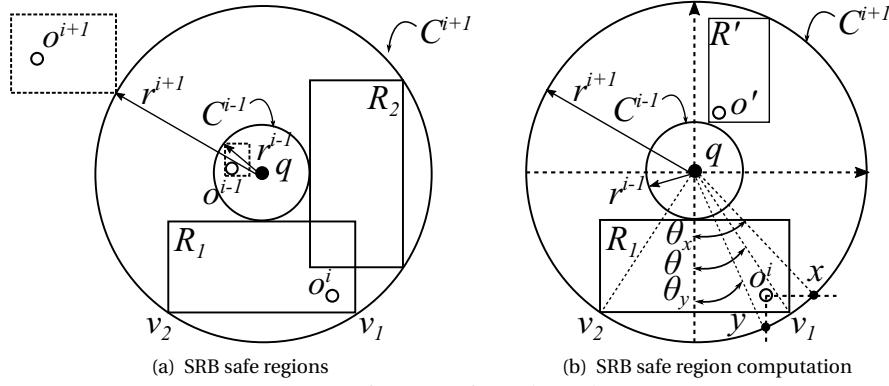 o^{i+1}
C^{i+1}
r^{i+1}
C^{i-1}
R_2
r^{i-1}
q
o^{i-1}
R_1
o^i
v_2
v_1
(a) SRB safe regions
R'
C^{i+1}
r^{i+1}
C^{i-1}
o'
q
r^{i-1}
R_1
θ_x
θ
θ_y
o^i
x
v_2
y
v_1
(b) SRB safe region computation